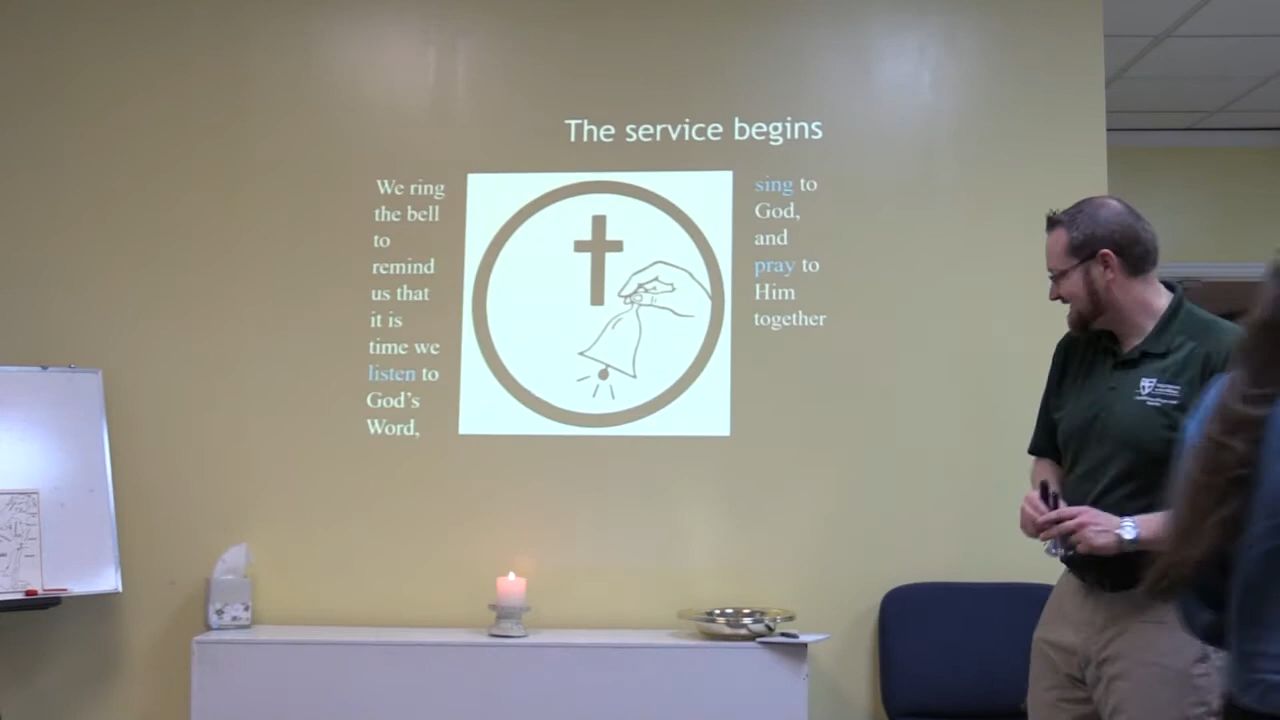 The service begins
We ring
the bell
to
remind
us that
it is
time we
listen to
God's
Word,
sing to
God,
and
pray to
Him
together